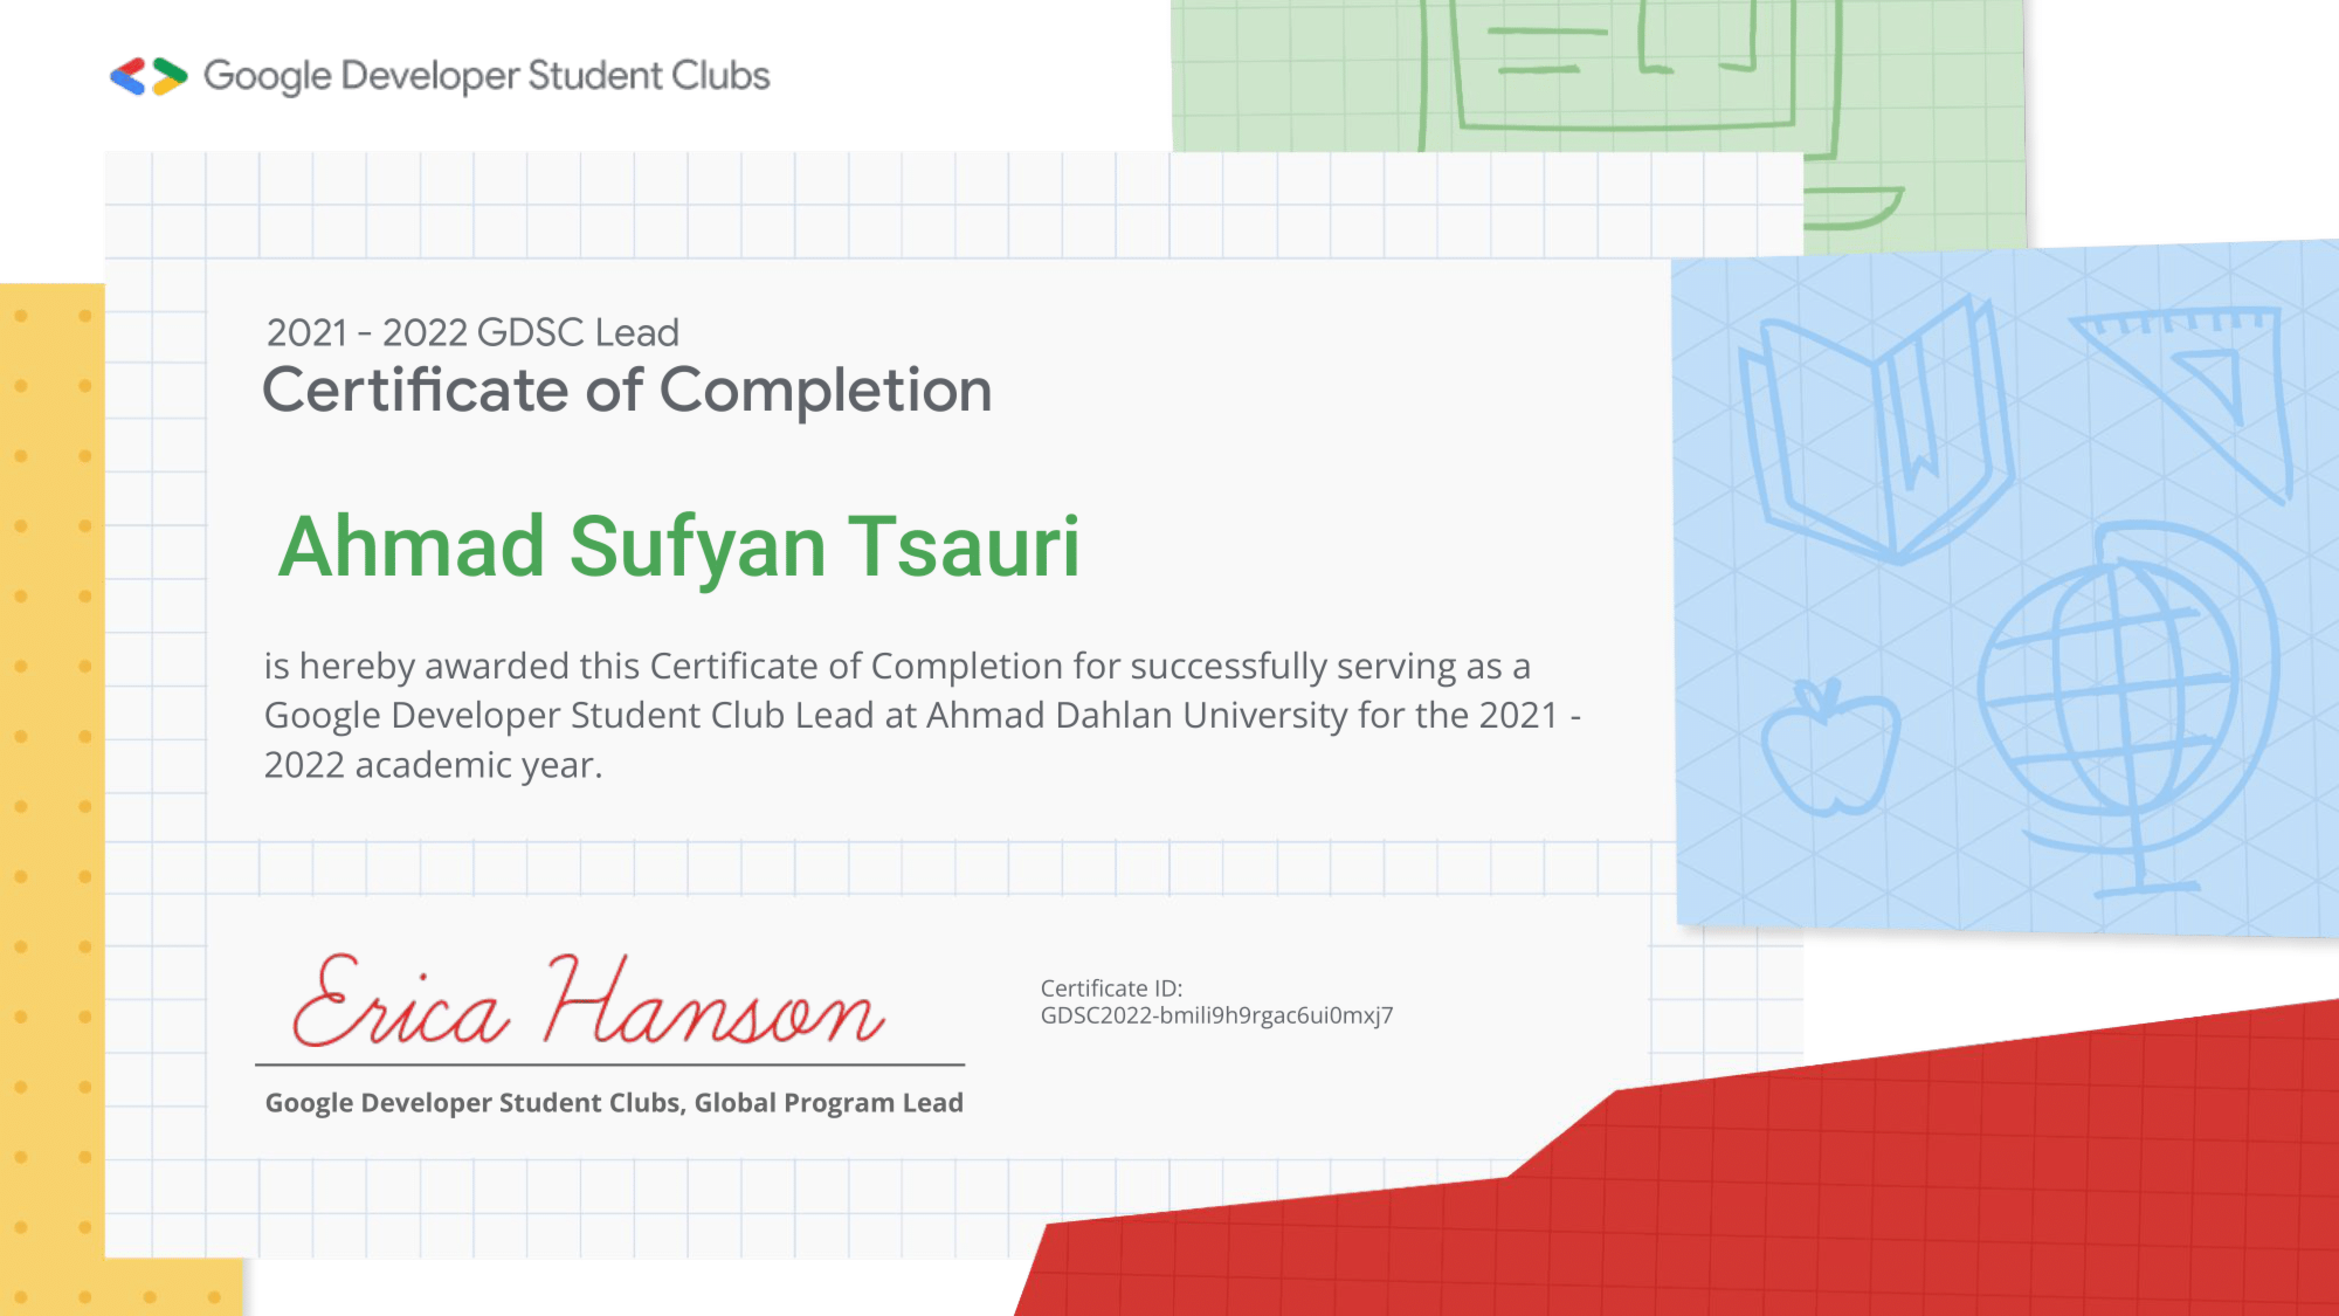 Google Developer Student Clubs
2021 - 2022 GDSC Lead
Certificate of Completion
Ahmad Sufyan Tsauri
is hereby awarded this Certificate of Completion for successfully serving as a
Google Developer Student Club Lead at Ahmad Dahlan University for the 2021 -
2022 academic year.
Erica Hanson
Google Developer Student Clubs, Global Program Lead
Certificate ID:
GDSC2022-bmili9h9rgac6ui0mxj7